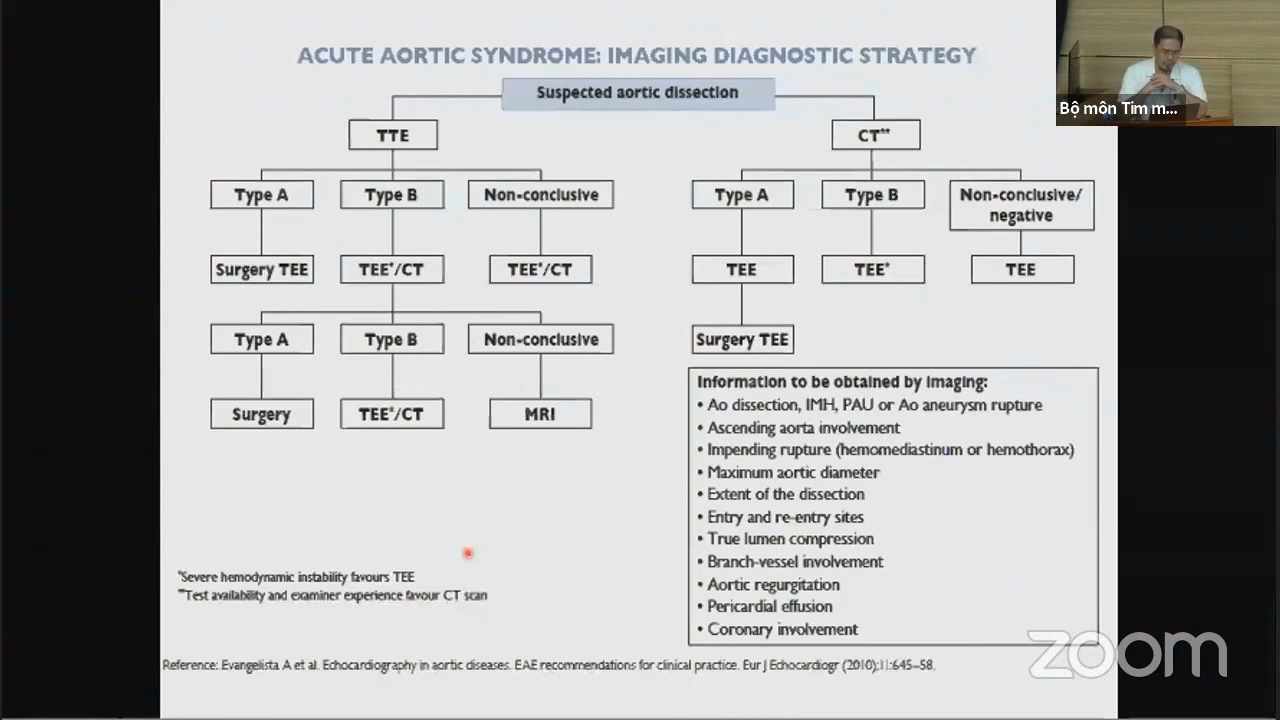 ACUTE AORTIC SYNDROME: IMAGING DIAGNOSTIC STRATEGY
Suspected aortic dissection
TTE
CT**
Type A
Type B
Non-conclusive
Type A
Type B
Non-conclusive/
negative
Surgery TEE
TEE*/CT
TEE*/CT
TEE
TEE*
TEE
Type A
Type B
Non-conclusive
Surgery TEE
Surgery
TEE*/CT
MRI
Information to be obtained by imaging:
• Ao dissection, IMH, PAU or Ao aneurysm rupture
• Ascending aorta involvement
• Impending rupture (hemomediastinum or hemothorax)
• Maximum aortic diameter
• Extent of the dissection
• Entry and re-entry sites
• True lumen compression
• Branch-vessel involvement
• Aortic regurgitation
• Pericardial effusion
• Coronary involvement
*Severe hemodynamic instability favours TEE
**Test availability and examiner experience favour CT scan
Reference: Evangelista A et al. Echocardiography in aortic diseases. EAE recommendations for clinical practice. Eur J Echocardiogr (2010);11:645–58.
Bộ môn Tim m...
zoom